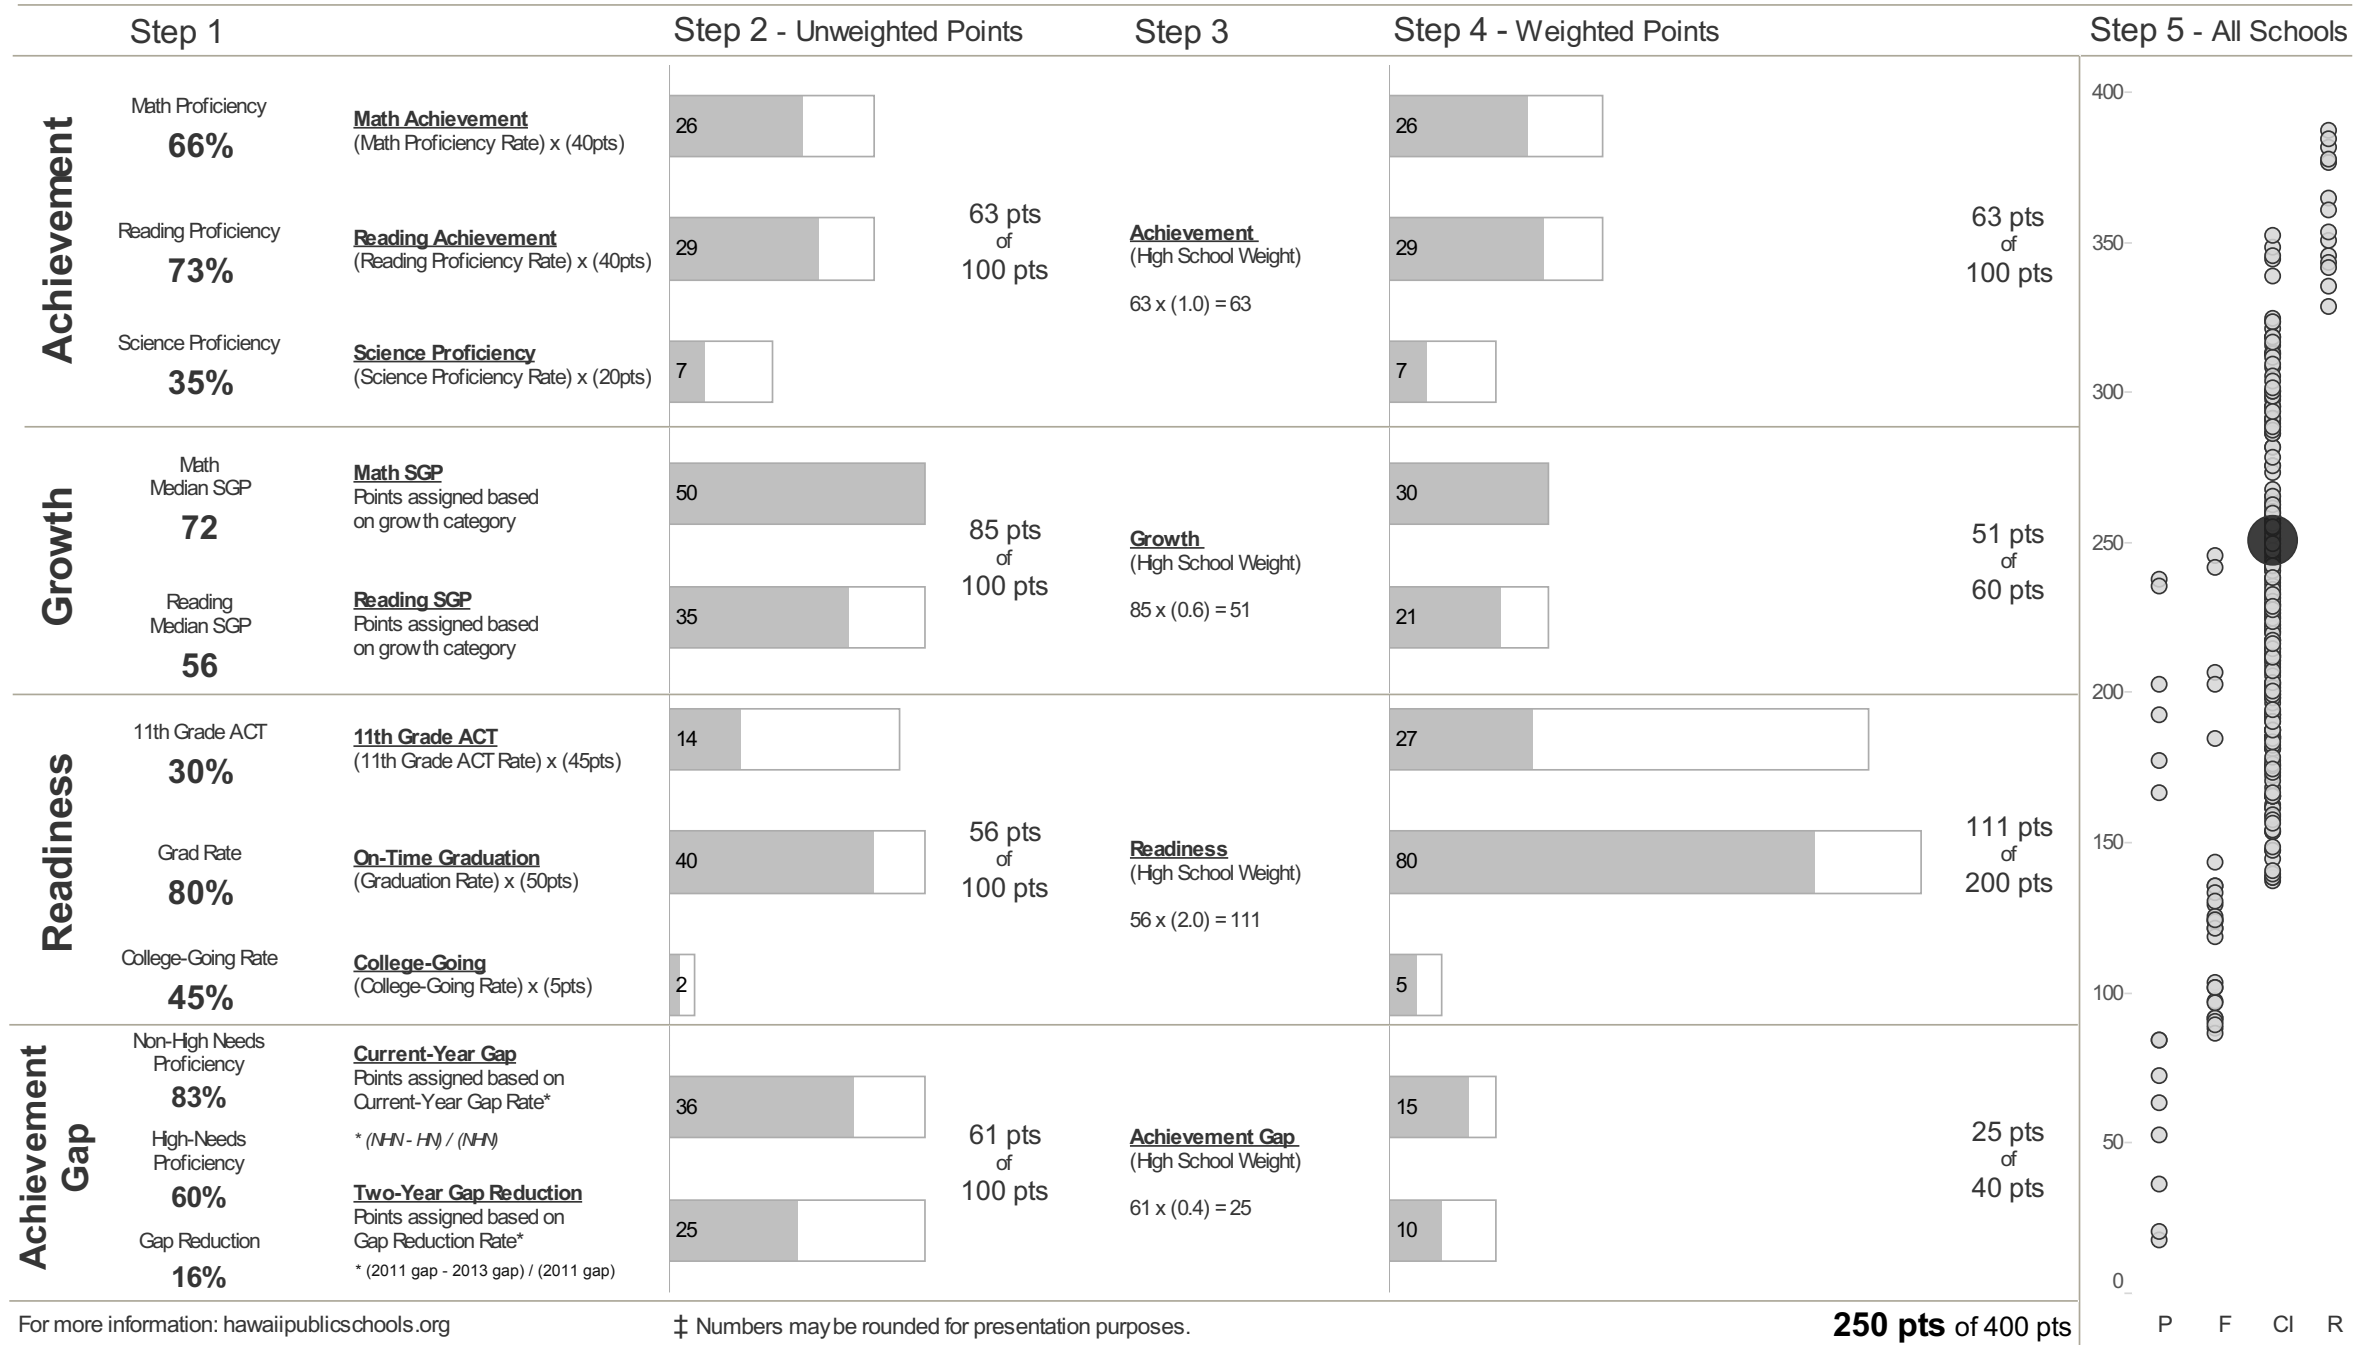 Step 1
Step 2 - Unweighted Points
Step 3
Step 4 - Weighted Points
Step 5 - All Schools
Achievement
Math Proficiency
66%
Math Achievement
(Math Proficiency Rate) x (40pts)
26
26
Reading Proficiency
73%
Reading Achievement
(Reading Proficiency Rate) x (40pts)
29
63 pts
of
100 pts
Achievement
(High School Weight)
63 x (1.0) = 63
29
63 pts
of
100 pts
Science Proficiency
35%
Science Proficiency
(Science Proficiency Rate) x (20pts)
7
7
Growth
Math
Median SGP
72
Math SGP
Points assigned based
on growth category
50
85 pts
of
100 pts
Growth
(High School Weight)
85 x (0.6) = 51
30
51 pts
of
60 pts
Reading
Median SGP
56
Reading SGP
Points assigned based
on growth category
35
21
Readiness
11th Grade ACT
30%
11th Grade ACT
(11th Grade ACT Rate) x (45pts)
14
27
Grad Rate
80%
On-Time Graduation
(Graduation Rate) x (50pts)
40
56 pts
of
100 pts
Readiness
(High School Weight)
56 x (2.0) = 111
80
111 pts
of
200 pts
College-Going Rate
45%
College-Going
(College-Going Rate) x (5pts)
2
5
Achievement
Gap
Non-High Needs
Proficiency
83%
High-Needs
Proficiency
60%
Gap Reduction
16%
Current-Year Gap
Points assigned based on
Current-Year Gap Rate*
* (NHN - HN) / (NHN)
Two-Year Gap Reduction
Points assigned based on
Gap Reduction Rate*
* (2011 gap - 2013 gap) / (2011 gap)
36
25
61 pts
of
100 pts
Achievement Gap
(High School Weight)
61 x (0.4) = 25
15
10
25 pts
of
40 pts
400
350
300
250
200
150
100
50
0
P F CI R
For more information: hawaiipublicschools.org
‡ Numbers may be rounded for presentation purposes.
250 pts of 400 pts